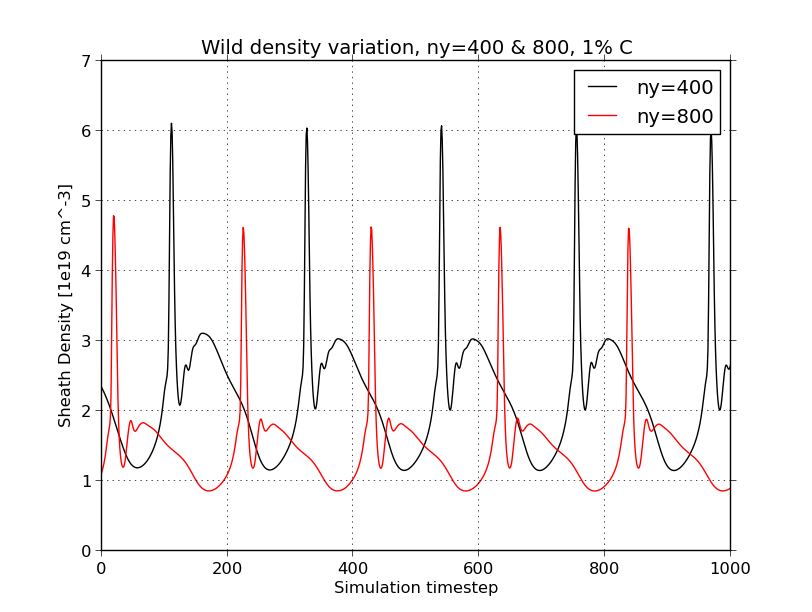 Wild density variation, ny=400 & 800, 1% C
7
6
5
4
3
2
1
0
Sheath Density [1e19 cm^-3]
ny=400
ny=800
0 200 400 600 800 1000
Simulation timestep